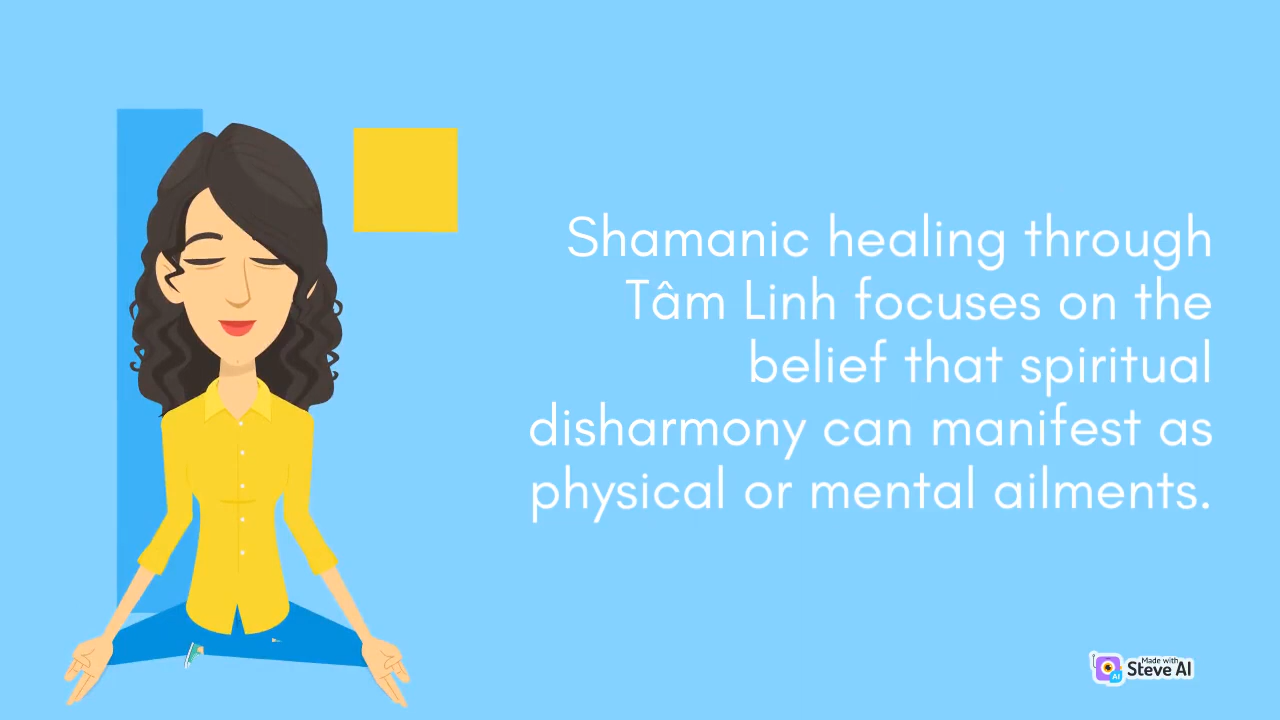 Shamanic healing through
Tâm Linh focuses on the
belief that spiritual
disharmony can manifest as
physical or mental ailments.
Made with
Steve AI
AI